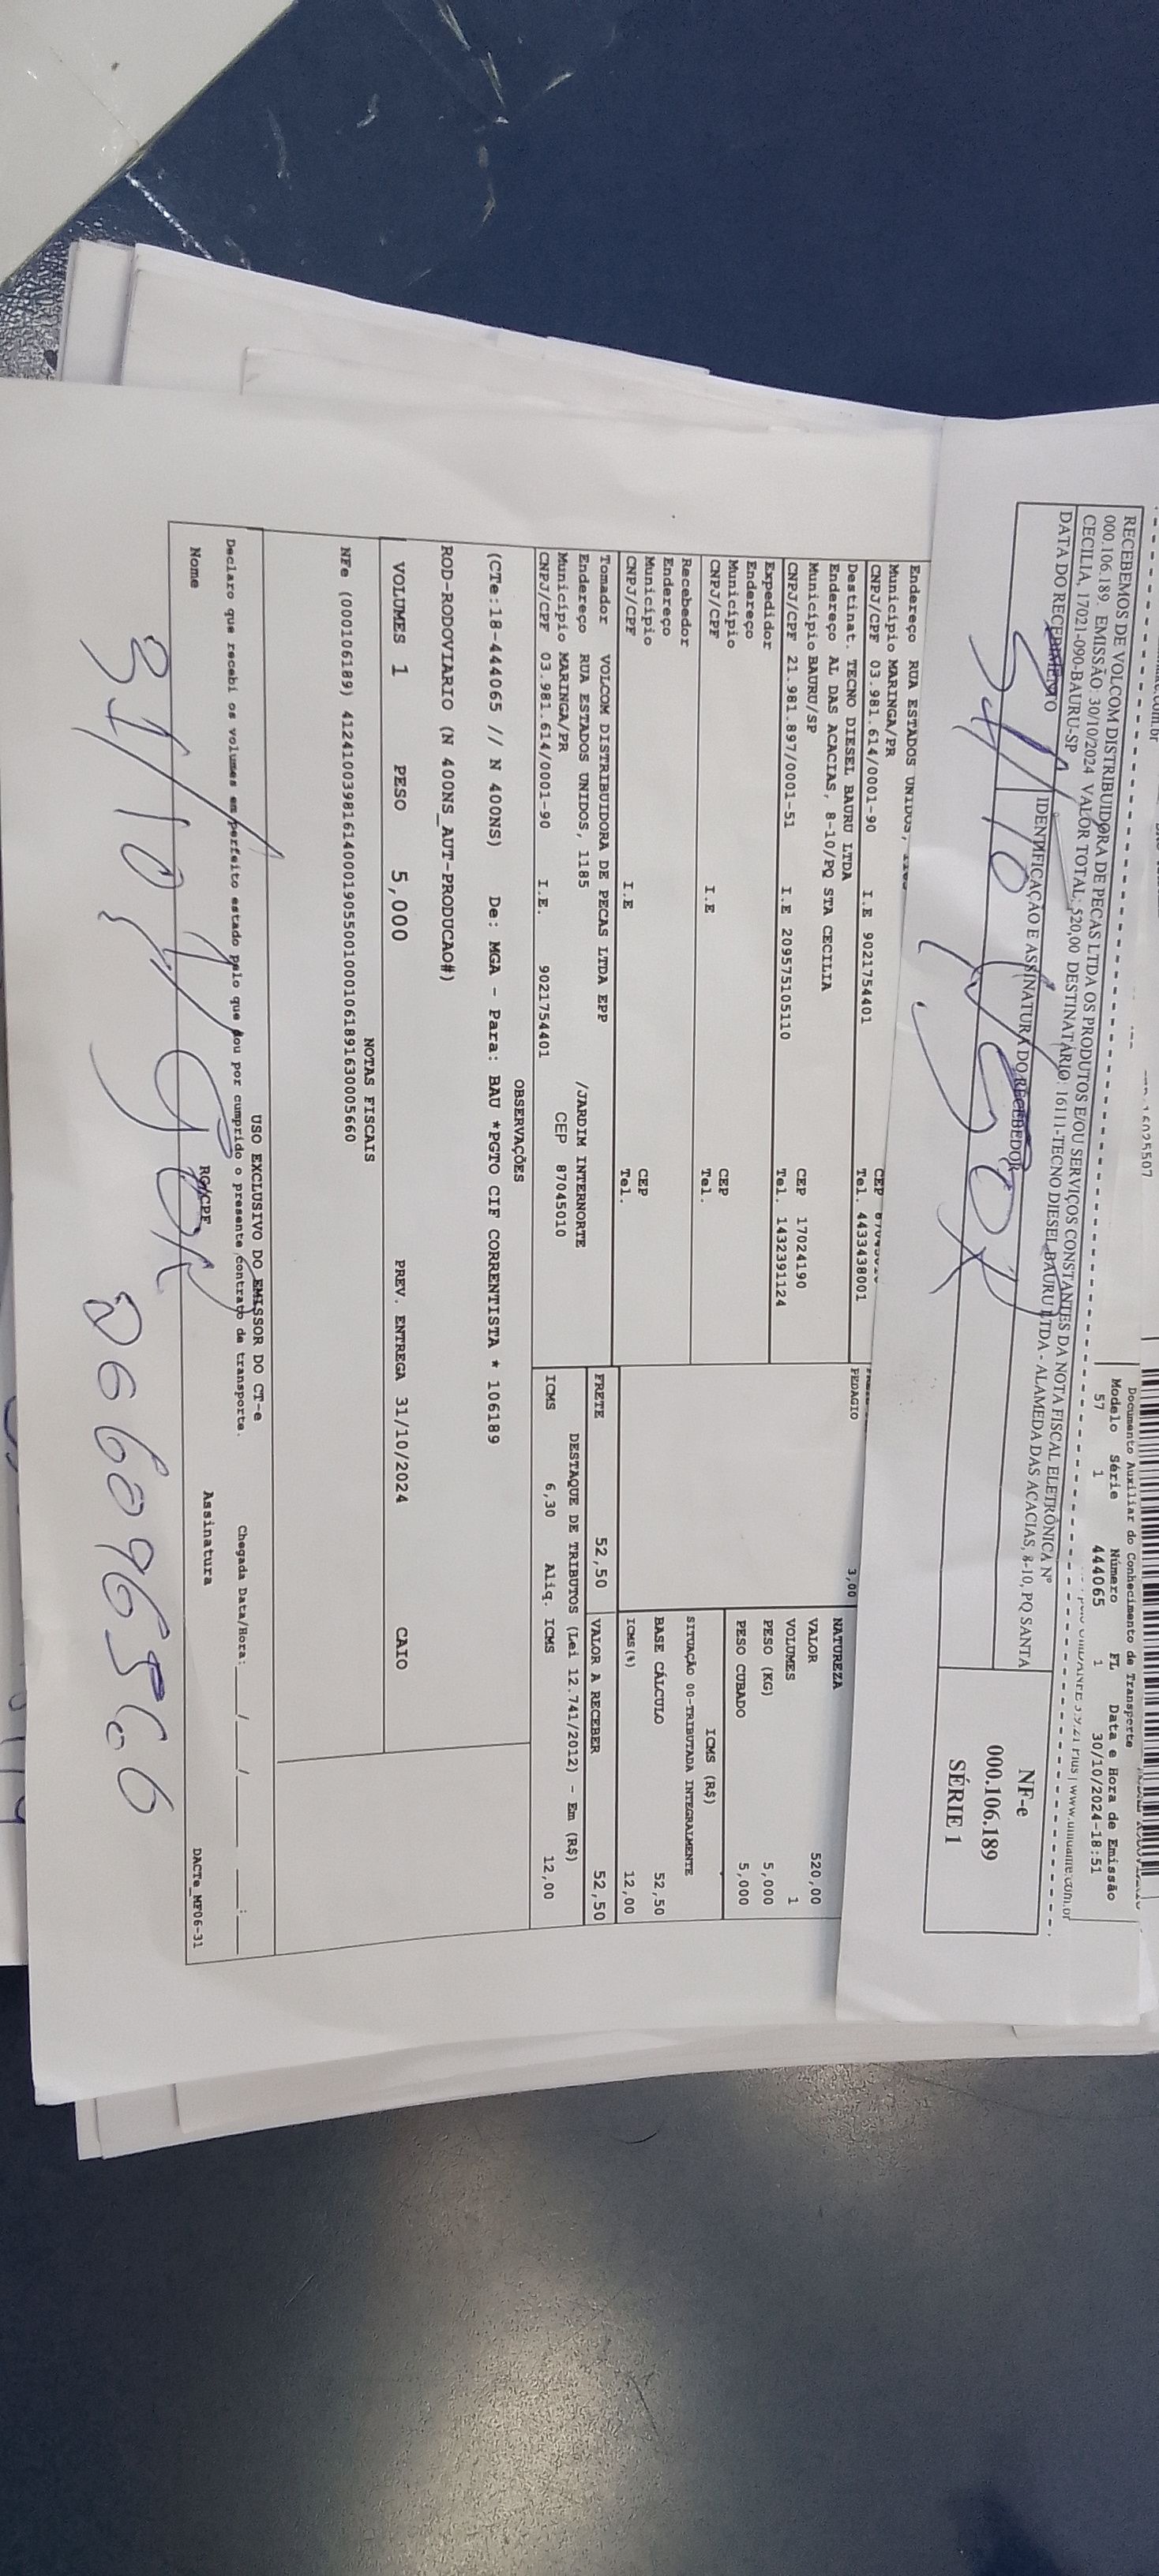 16025507
Documento Auxiliar do Conhecimento de Transporte
Modelo Série Número FL Data e Hora de Emissão
57 1 444065 1 30/10/2024-18:51
RECEBEMOS DE VOLCOM DISTRIBUIDORA DE PECAS LTDA OS PRODUTOS E/OU SERVIÇOS CONSTANTES DA NOTA FISCAL ELETRÔNICA Nº
000.106.189. EMISSÃO: 30/10/2024 VALOR TOTAL: 520,00 DESTINATÁRIO: 16111-TECNO DIESEL BAURU LTDA - ALAMEDA DAS ACACIAS, 8-10, PQ SANTA
CECILIA, 17021-090-BAURU-SP
DATA DO RECEBIMENTO IDENTIFICAÇÃO E ASSINATURA DO RECEBEDOR
31/10
NF-e
000.106.189
SÉRIE 1
Endereço RUA ESTADOS UNIDOS,
Município MARINGA/PR
CNPJ/CPF 03.981.614/0001-90 I.E 9021754401 Tel. 4433438001
PEDAGIO 3,00
Destinat. TECNO DIESEL BAURU LTDA
Endereço AL DAS ACACIAS, 8-10/PQ STA CECILIA
Município BAURU/SP CEP 17024190
CNPJ/CPF 21.981.897/0001-51 I.E 209575105110 Tel. 1432391124
Expedidor
Endereço
Município CEP
CNPJ/CPF I.E Tel.
Recebedor
Endereço
Município CEP
CNPJ/CPF I.E Tel.
NATUREZA
VALOR 520,00
VOLUMES 1
PESO (KG) 5,000
PESO CUBADO 5,000
ICMS (R$)
SITUAÇÃO 00-TRIBUTADA INTEGRALMENTE
BASE CÁLCULO 52,50
ICMS(%) 12,00
FRETE 52,50 VALOR A RECEBER 52,50
Tomador VOLCOM DISTRIBUIDORA DE PECAS LTDA EPP
Endereço RUA ESTADOS UNIDOS, 1185 /JARDIM INTERNORTE
Município MARINGA/PR CEP 87045010
CNPJ/CPF 03.981.614/0001-90 I.E. 9021754401
DESTAQUE DE TRIBUTOS (Lei 12.741/2012) - Em (R$)
ICMS 6,30 Aliq. ICMS 12,00
OBSERVAÇÕES
(CTe:18-444065 // N 400NS) De: MGA - Para: BAU *PGTO CIF CORRENTISTA * 106189
ROD-RODOVIARIO (N 400NS_AUT-PRODUCAO#)
VOLUMES 1 PESO 5,000 PREV. ENTREGA 31/10/2024 CAIO
NOTAS FISCAIS
NFe (000106189) 41241003981614000190550010001061891630005660
USO EXCLUSIVO DO EMISSOR DO CT-e
Declaro que recebi os volumes em perfeito estado pelo que dou por cumprido o presente contrato de transporte. Chegada Data/Hora:___/___/_____ ___:___
Nome RG/CPF Assinatura DACTe_MF06-31
31/10